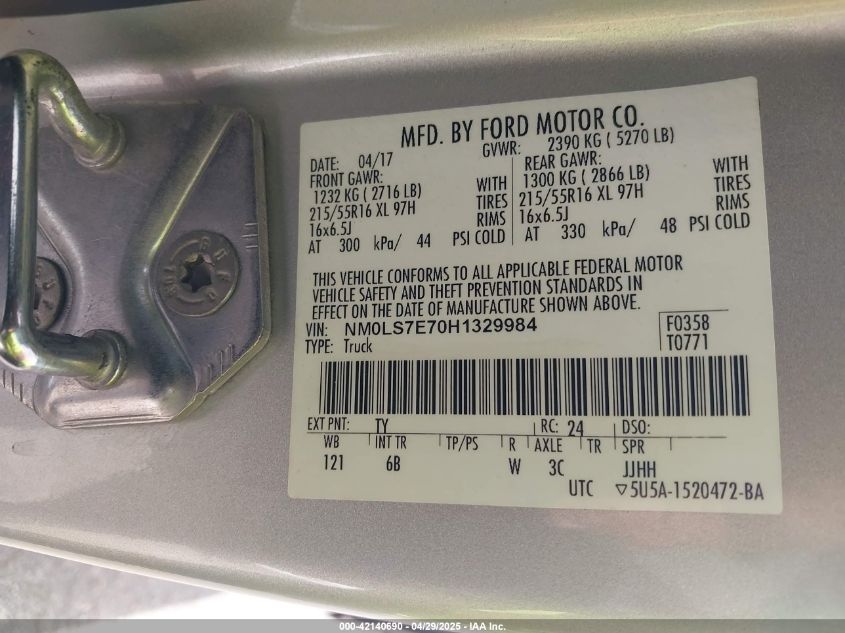 MFD. BY FORD MOTOR CO.
DATE: 04/17 GVWR: 2390 KG ( 5270 LB)
FRONT GAWR: REAR GAWR:
1232 KG ( 2716 LB) WITH 1300 KG ( 2866 LB) WITH
215/55R16 XL 97H TIRES 215/55R16 XL 97H TIRES
16x6.5J RIMS 16x6.5J RIMS
AT 300 kPa/ 44 PSI COLD AT 330 kPa/ 48 PSI COLD
THIS VEHICLE CONFORMS TO ALL APPLICABLE FEDERAL MOTOR
VEHICLE SAFETY AND THEFT PREVENTION STANDARDS IN
EFFECT ON THE DATE OF MANUFACTURE SHOWN ABOVE.
VIN: NM0LS7E70H1329984 F0358
TYPE: Truck T0771
EXT PNT: TY RC: 24 DSO:
WB INT TR TP/PS R AXLE TR SPR
121 6B W 3C JJHH
UTC ▽5U5A-1520472-BA
000-42140690 - 04/29/2025 - IAA Inc.